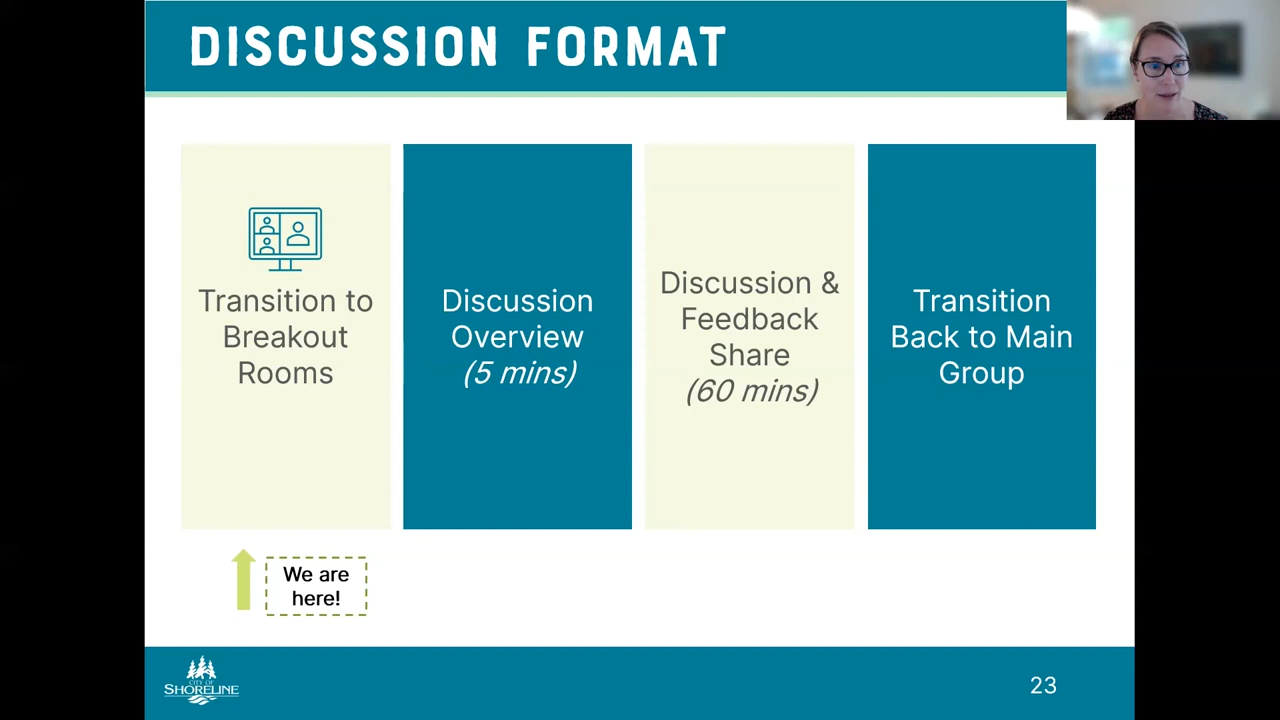 DISCUSSION FORMAT
Transition to
Breakout
Rooms
Discussion
Overview
(5 mins)
Discussion &
Feedback
Share
(60 mins)
Transition
Back to Main
Group
We are
here!
CITY OF
SHORELINE
23